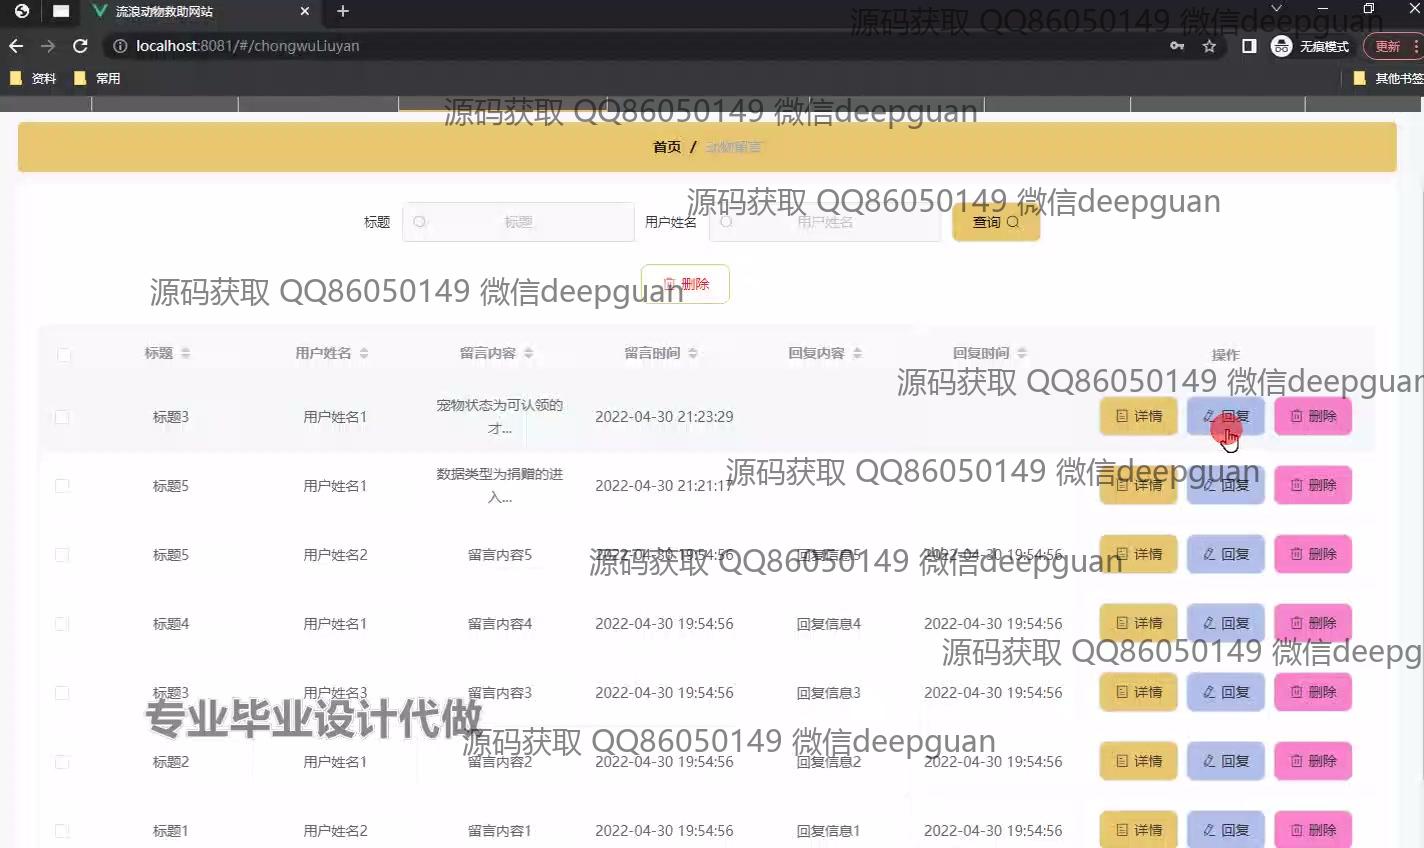 流浪动物救助网站
localhost:8081/#/chongwuLiuyan
无痕模式
更新
资料
常用
其他书签
源码获取 QQ86050149 微信deepguan
源码获取 QQ86050149 微信deepguan
首页 / 动物留言
源码获取 QQ86050149 微信deepguan
标题 标题 用户姓名 用户姓名 查询
源码获取 QQ86050149 微信deepguan
删除
标题 用户姓名 留言内容 留言时间 回复内容 回复时间 操作
源码获取 QQ86050149 微信deepguan
标题3 用户姓名1 宠物状态为可认领的才... 2022-04-30 21:23:29 详情 回复 删除
源码获取 QQ86050149 微信deepguan
标题5 用户姓名1 数据类型为捐赠的进入... 2022-04-30 21:21:17 详情 回复 删除
标题5 用户姓名2 留言内容5 2022-04-30 19:54:56 回复信息5 2022-04-30 19:54:56 详情 回复 删除
源码获取 QQ86050149 微信deepguan
标题4 用户姓名1 留言内容4 2022-04-30 19:54:56 回复信息4 2022-04-30 19:54:56 详情 回复 删除
源码获取 QQ86050149 微信deepg
标题3 用户姓名3 留言内容3 2022-04-30 19:54:56 回复信息3 2022-04-30 19:54:56 详情 回复 删除
专业毕业设计代做
源码获取 QQ86050149 微信deepguan
标题2 用户姓名1 留言内容2 2022-04-30 19:54:56 回复信息2 2022-04-30 19:54:56 详情 回复 删除
标题1 用户姓名2 留言内容1 2022-04-30 19:54:56 回复信息1 2022-04-30 19:54:56 详情 回复 删除